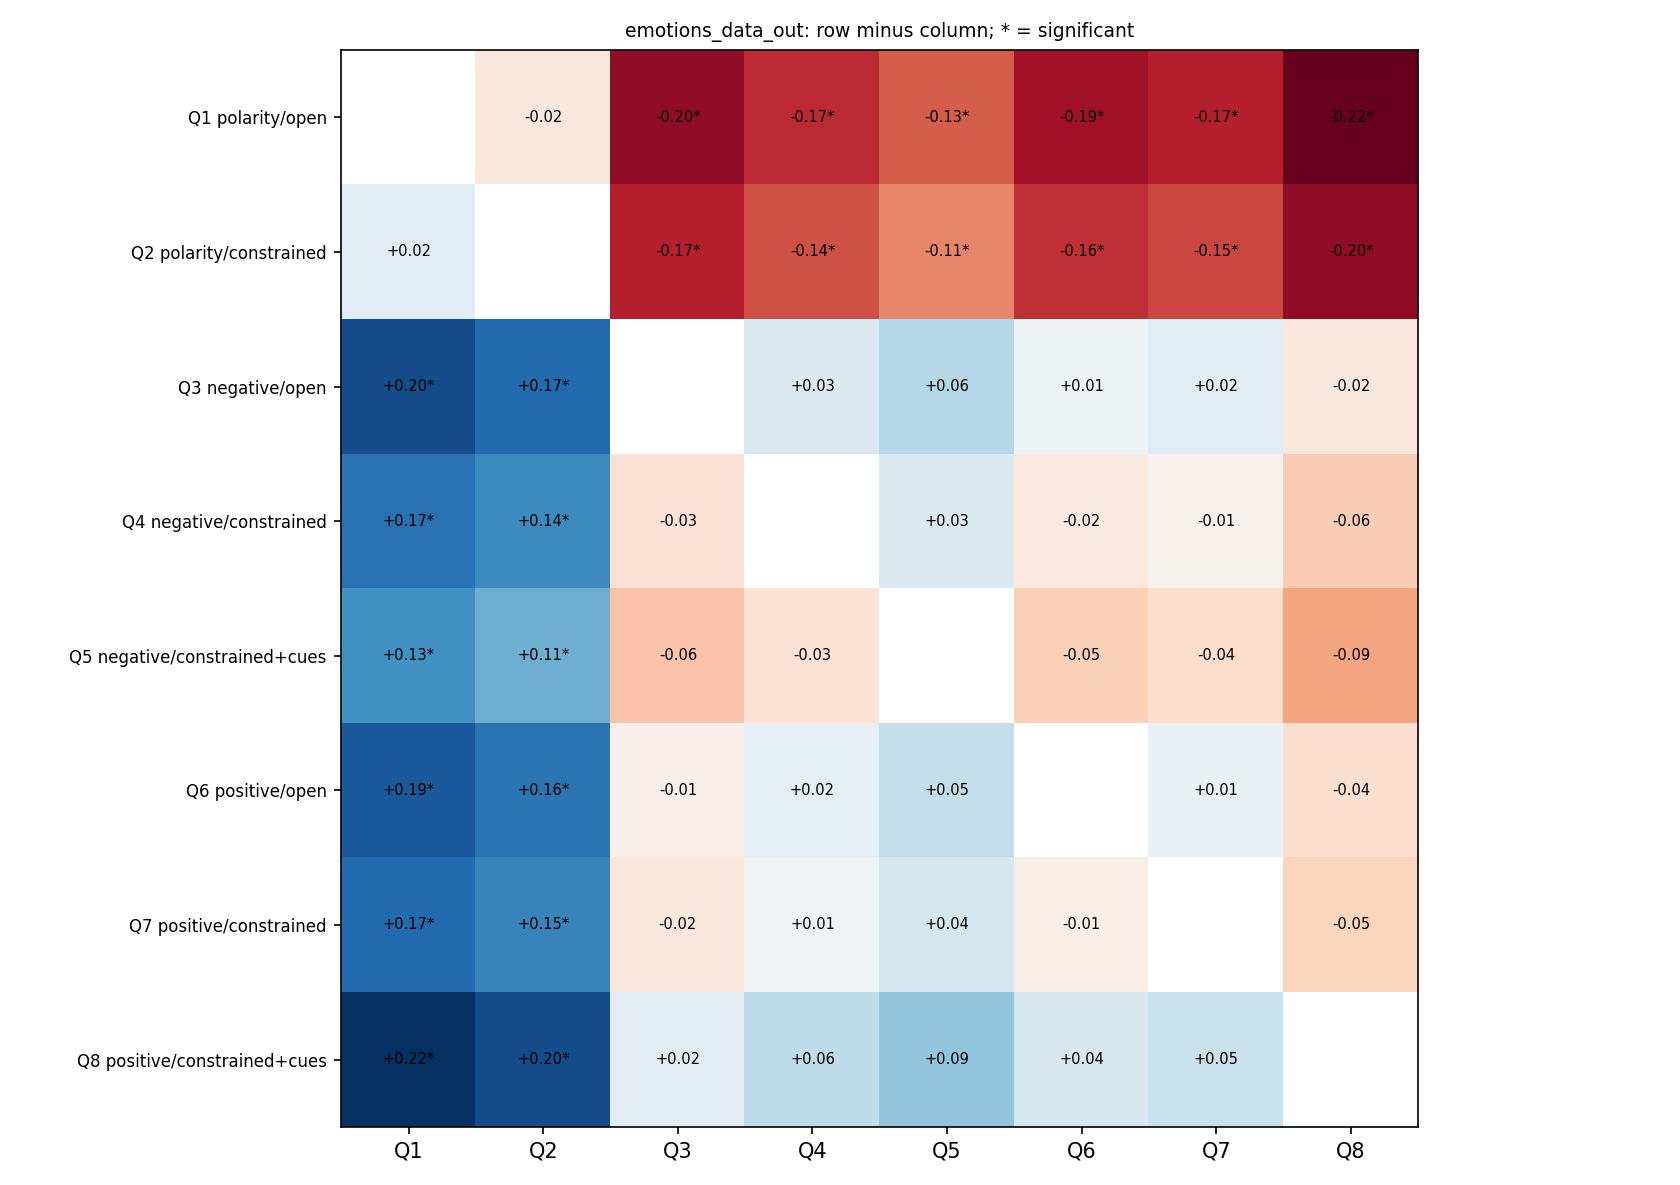 emotions_data_out: row minus column; * = significant
Q1 polarity/open -0.02 -0.20* -0.17* -0.13* -0.19* -0.17* -0.22*
Q2 polarity/constrained +0.02 -0.17* -0.14* -0.11* -0.16* -0.15* -0.20*
Q3 negative/open +0.20* +0.17* +0.03 +0.06 +0.01 +0.02 -0.02
Q4 negative/constrained +0.17* +0.14* -0.03 +0.03 -0.02 -0.01 -0.06
Q5 negative/constrained+cues +0.13* +0.11* -0.06 -0.03 -0.05 -0.04 -0.09
Q6 positive/open +0.19* +0.16* -0.01 +0.02 +0.05 +0.01 -0.04
Q7 positive/constrained +0.17* +0.15* -0.02 +0.01 +0.04 -0.01 -0.05
Q8 positive/constrained+cues +0.22* +0.20* +0.02 +0.06 +0.09 +0.04 +0.05
Q1 Q2 Q3 Q4 Q5 Q6 Q7 Q8